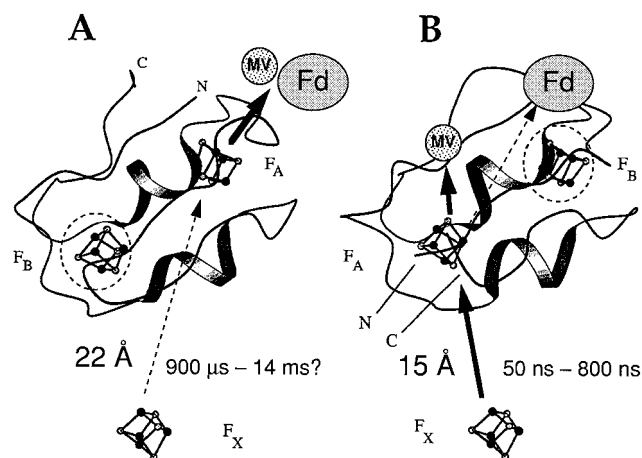 A
C
N
MV
Fd
F_A
F_B
22 Å
900 μs – 14 ms?
F_X
B
MV
Fd
F_B
F_A
N
C
15 Å
50 ns – 800 ns
F_X